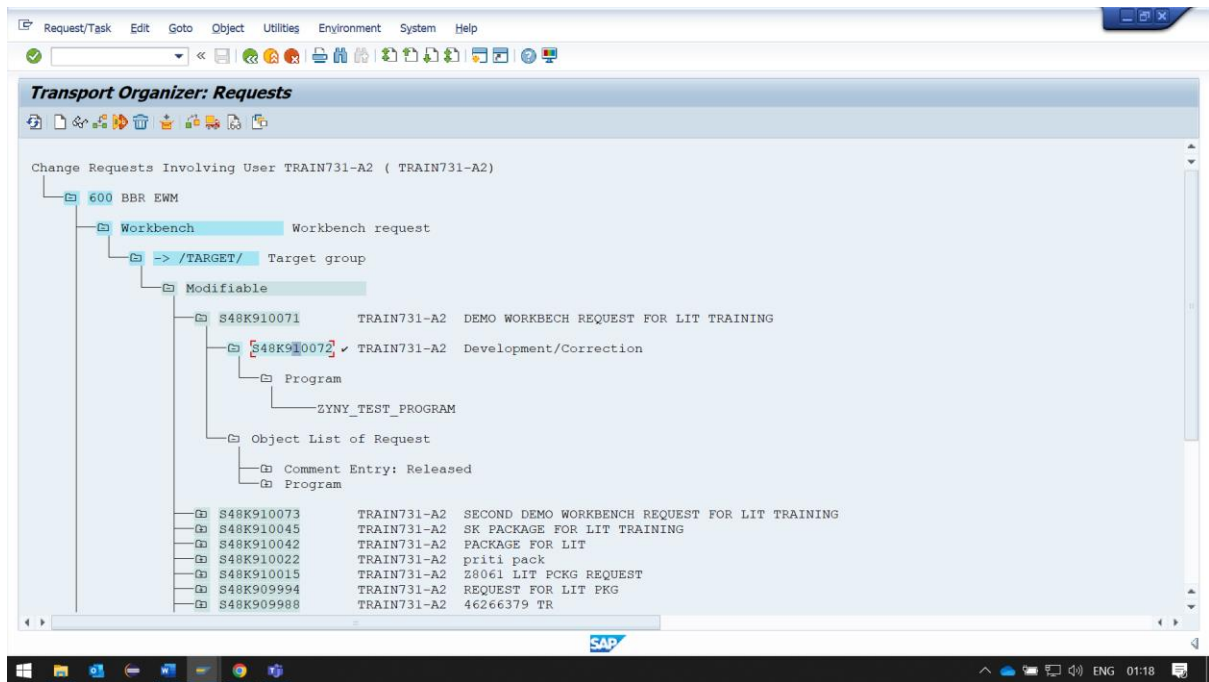 Request/Task Edit Goto Object Utilities Environment System Help
Transport Organizer: Requests
Change Requests Involving User TRAIN731-A2 ( TRAIN731-A2)
600 BBR EWM
Workbench Workbench request
-> /TARGET/ Target group
Modifiable
S48K910071 TRAIN731-A2 DEMO WORKBECH REQUEST FOR LIT TRAINING
S48K910072 ✔ TRAIN731-A2 Development/Correction
Program
ZYNY_TEST_PROGRAM
Object List of Request
Comment Entry: Released
Program
S48K910073 TRAIN731-A2 SECOND DEMO WORKBENCH REQUEST FOR LIT TRAINING
S48K910045 TRAIN731-A2 SK PACKAGE FOR LIT TRAINING
S48K910042 TRAIN731-A2 PACKAGE FOR LIT
S48K910022 TRAIN731-A2 priti pack
S48K910015 TRAIN731-A2 Z8061 LIT PCKG REQUEST
S48K909994 TRAIN731-A2 REQUEST FOR LIT PKG
S48K909988 TRAIN731-A2 46266379 TR
SAP
ENG 01:18